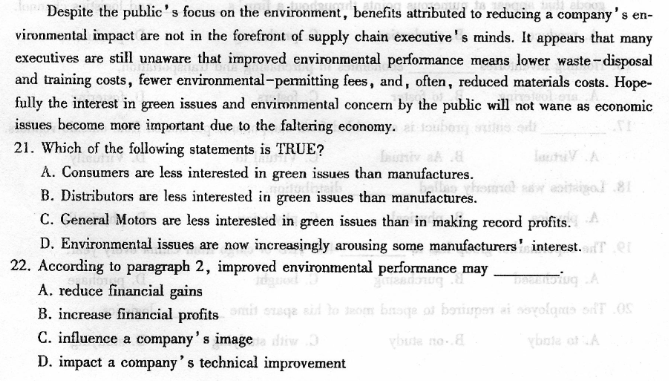 Despite the public's focus on the environment, benefits attributed to reducing a company's en-
vironmental impact are not in the forefront of supply chain executive's minds. It appears that many
executives are still unaware that improved environmental performance means lower waste-disposal
and training costs, fewer environmental-permitting fees, and, often, reduced materials costs. Hope-
fully the interest in green issues and environmental concern by the public will not wane as economic
issues become more important due to the faltering economy.
21. Which of the following statements is TRUE?
A. Consumers are less interested in green issues than manufactures.
B. Distributors are less interested in green issues than manufactures.
C. General Motors are less interested in green issues than in making record profits.
D. Environmental issues are now increasingly arousing some manufacturers' interest.
22. According to paragraph 2, improved environmental performance may ______.
A. reduce financial gains
B. increase financial profits
C. influence a company's image
D. impact a company's technical improvement